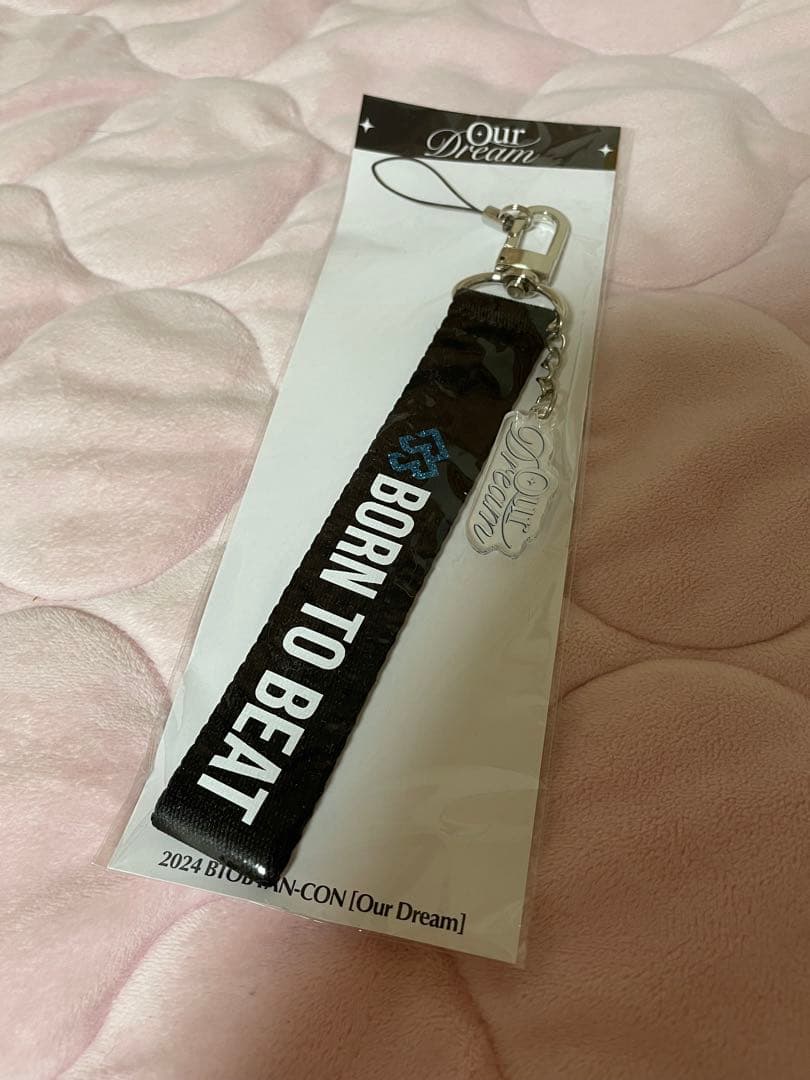 Our
Dream
BORN TO BEAT
Our
Dream
2024 BTOB FAN-CON [Our Dream]